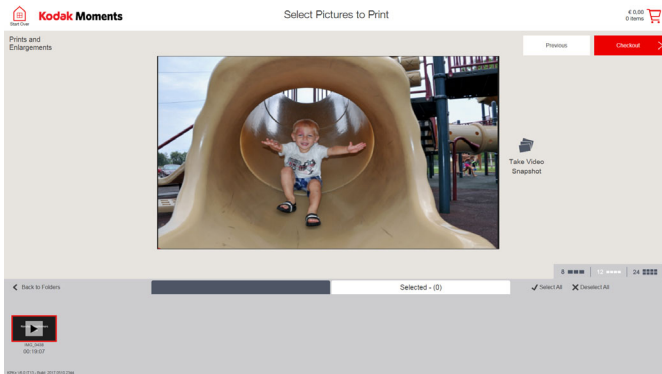 Kodak Moments
Start Over
Select Pictures to Print
€ 0,00
0 items
Prints and
Enlargements
Previous
Checkout
Take Video
Snapshot
8
12
24
Back to Folders
Selected - (0)
Select All
Deselect All
IMG_0498
00:19:07